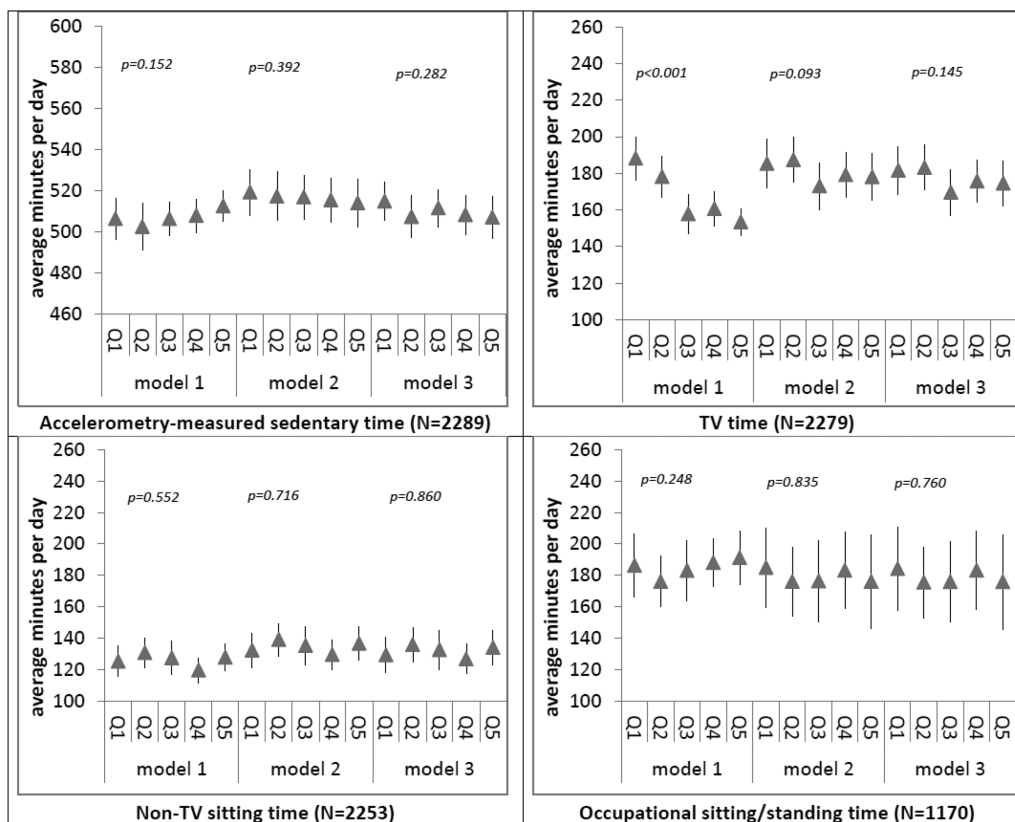 average minutes per day
600
580
560
540
520
500
480
460
p=0.152
p=0.392
p=0.282
Q1 Q2 Q3 Q4 Q5 Q1 Q2 Q3 Q4 Q5 Q1 Q2 Q3 Q4 Q5
model 1 model 2 model 3
Accelerometry-measured sedentary time (N=2289)
average minutes per day
260
240
220
200
180
160
140
120
100
p<0.001
p=0.093
p=0.145
Q1 Q2 Q3 Q4 Q5 Q1 Q2 Q3 Q4 Q5 Q1 Q2 Q3 Q4 Q5
model 1 model 2 model 3
TV time (N=2279)
average minutes per day
260
240
220
200
180
160
140
120
100
p=0.552
p=0.716
p=0.860
Q1 Q2 Q3 Q4 Q5 Q1 Q2 Q3 Q4 Q5 Q1 Q2 Q3 Q4 Q5
model 1 model 2 model 3
Non-TV sitting time (N=2253)
average minutes per day
260
240
220
200
180
160
140
120
100
p=0.248
p=0.835
p=0.760
Q1 Q2 Q3 Q4 Q5 Q1 Q2 Q3 Q4 Q5 Q1 Q2 Q3 Q4 Q5
model 1 model 2 model 3
Occupational sitting/standing time (N=1170)